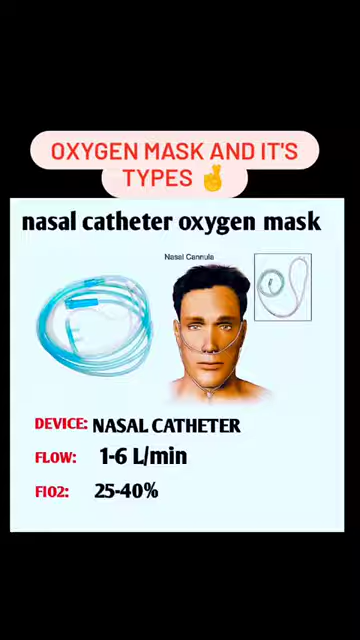 OXYGEN MASK AND IT'S
TYPES 🤞
nasal catheter oxygen mask
Nasal Cannula
DEVICE: NASAL CATHETER
FLOW: 1-6 L/min
FIO2: 25-40%